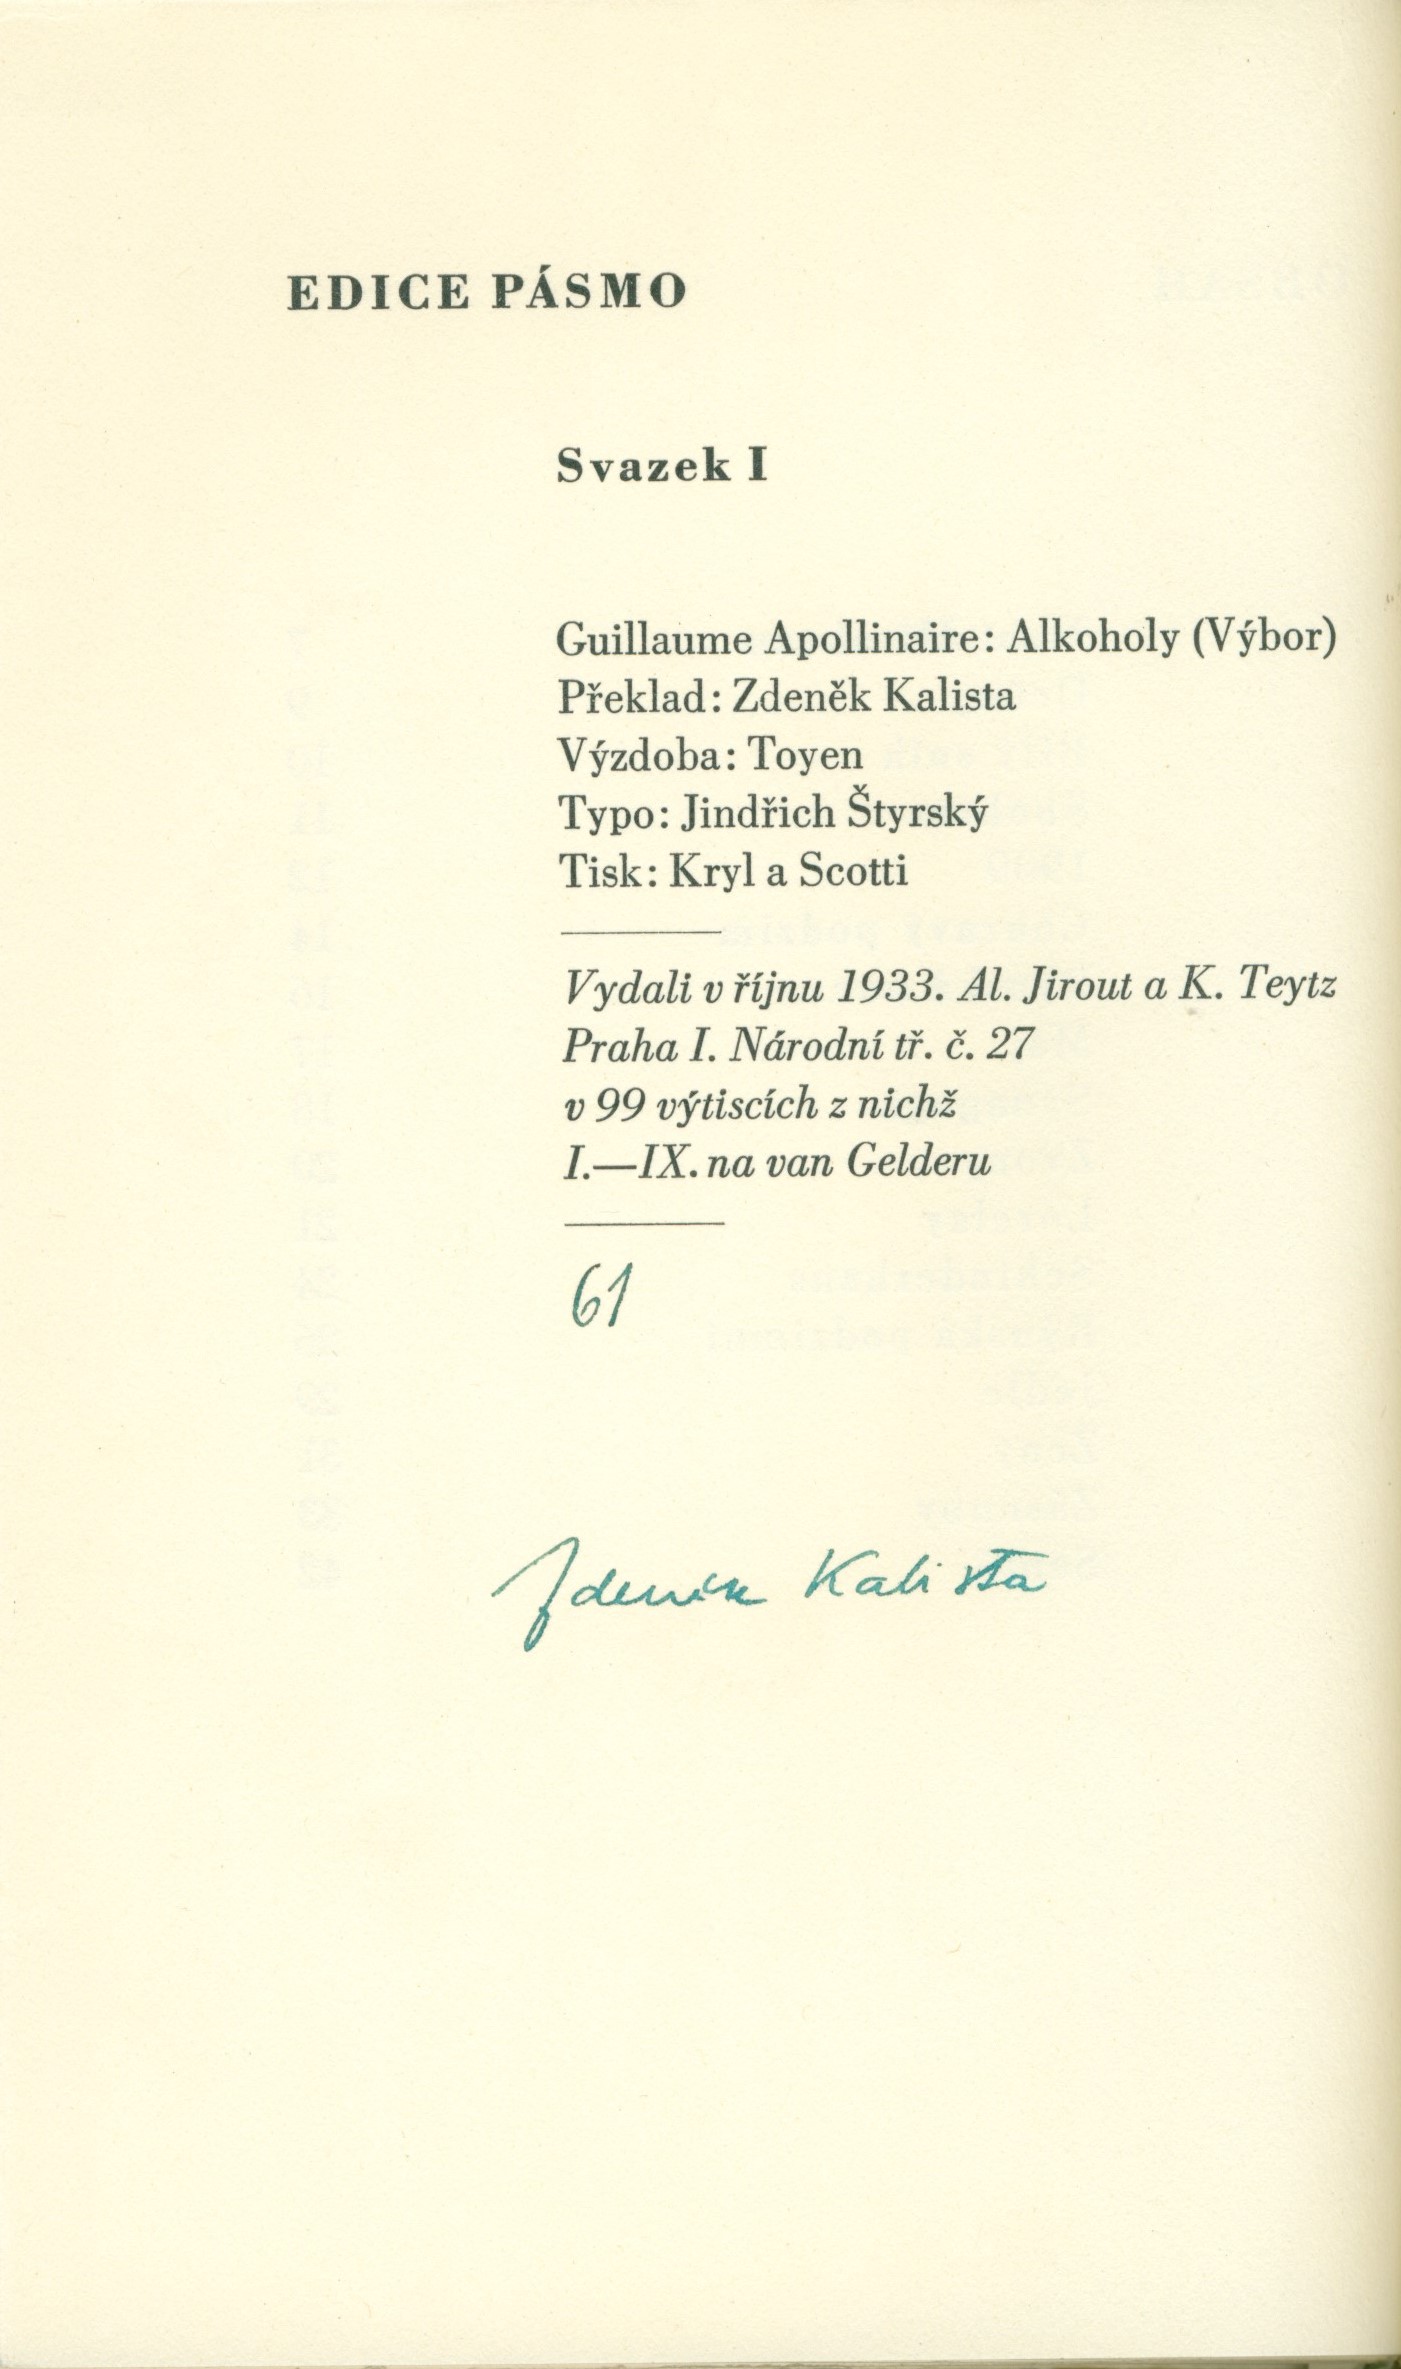 EDICE PÁSMO
Svazek I
Guillaume Apollinaire: Alkoholy (Výbor)
Překlad: Zdeněk Kalista
Výzdoba: Toyen
Typo: Jindřich Štyrský
Tisk: Kryl a Scotti
Vydali v říjnu 1933. Al. Jirout a K. Teytz
Praha I. Národní tř. č. 27
v 99 výtiscích z nichž
I.—IX. na van Gelderu
61
Zdeněk Kalista